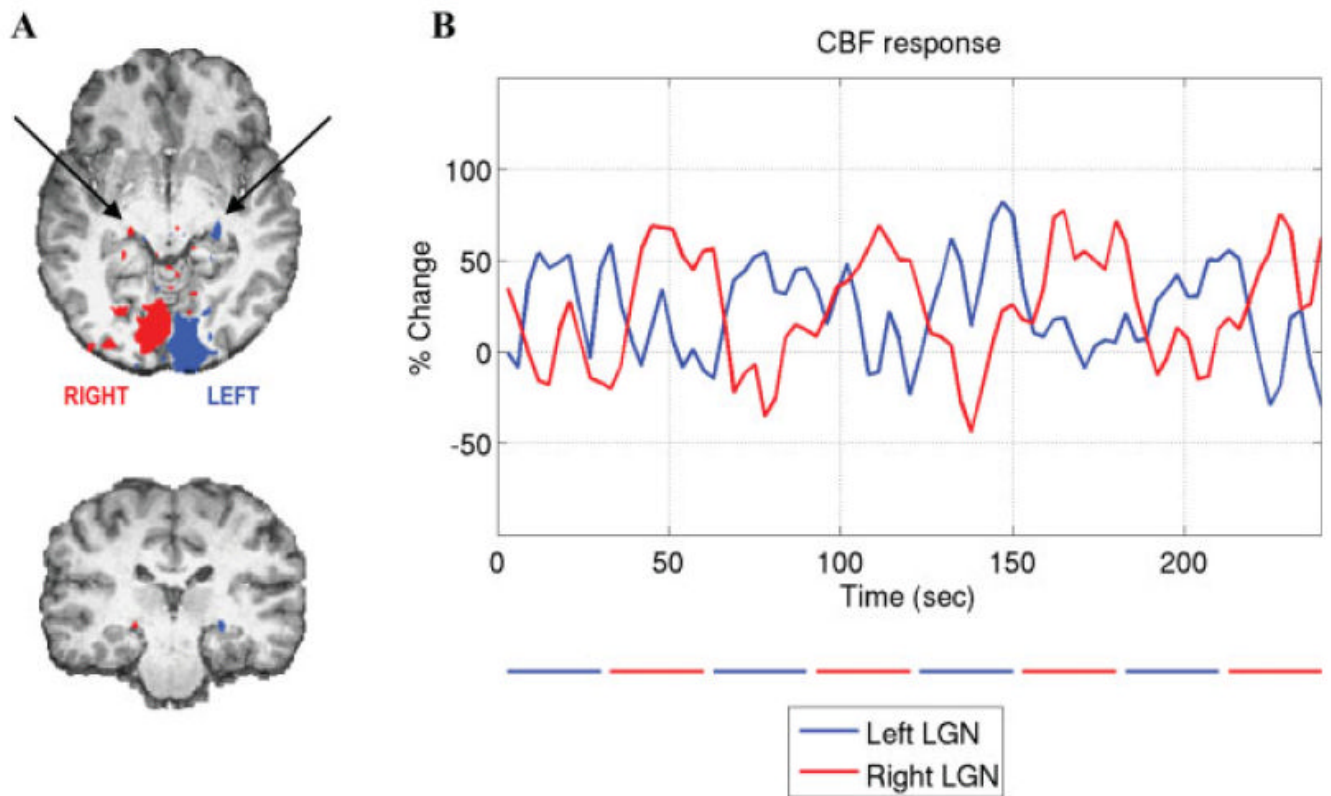 A
RIGHT LEFT
B
CBF response
% Change
100
50
0
-50
0 50 100 150 200
Time (sec)
Left LGN
Right LGN